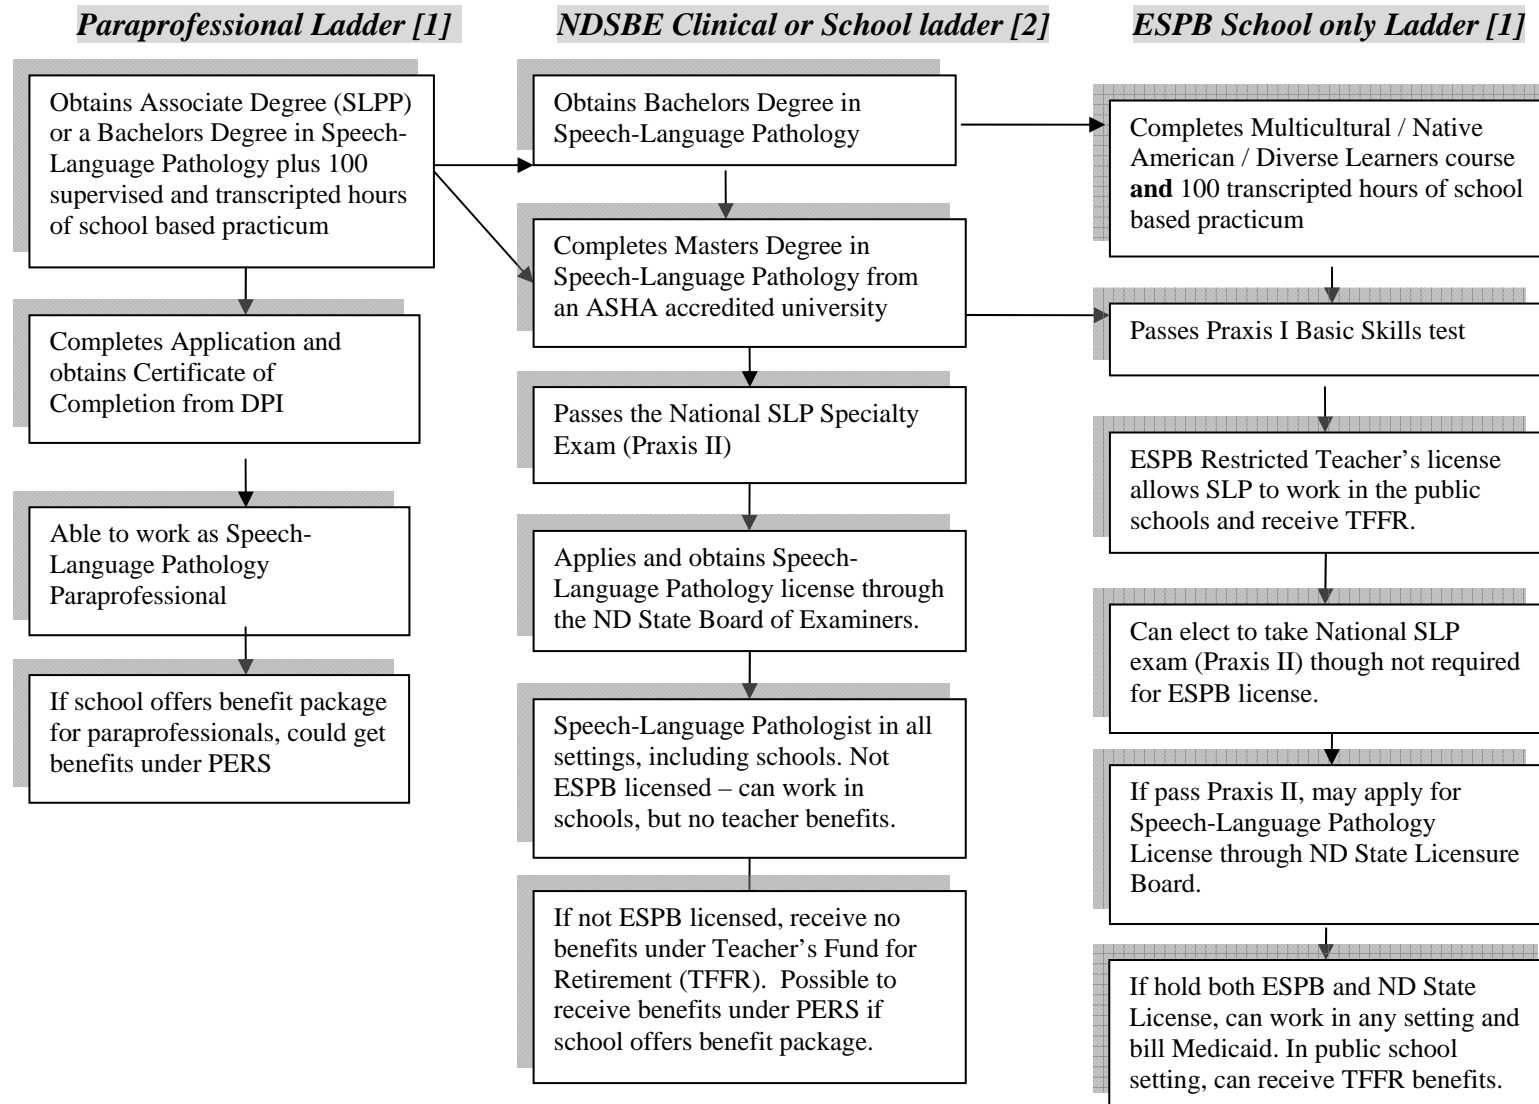 Paraprofessional Ladder [1]
Obtains Associate Degree (SLPP)
or a Bachelors Degree in Speech-
Language Pathology plus 100
supervised and transcripted hours
of school based practicum
Completes Application and
obtains Certificate of
Completion from DPI
Able to work as Speech-
Language Pathology
Paraprofessional
If school offers benefit package
for paraprofessionals, could get
benefits under PERS
NDSBE Clinical or School ladder [2]
Obtains Bachelors Degree in
Speech-Language Pathology
Completes Masters Degree in
Speech-Language Pathology from
an ASHA accredited university
Passes the National SLP Specialty
Exam (Praxis II)
Applies and obtains Speech-
Language Pathology license through
the ND State Board of Examiners.
Speech-Language Pathologist in all
settings, including schools. Not
ESPB licensed – can work in
schools, but no teacher benefits.
If not ESPB licensed, receive no
benefits under Teacher's Fund for
Retirement (TFFR).  Possible to
receive benefits under PERS if
school offers benefit package.
ESPB School only Ladder [1]
Completes Multicultural / Native
American / Diverse Learners course
and 100 transcripted hours of school
based practicum
Passes Praxis I Basic Skills test
ESPB Restricted Teacher's license
allows SLP to work in the public
schools and receive TFFR.
Can elect to take National SLP
exam (Praxis II) though not required
for ESPB license.
If pass Praxis II, may apply for
Speech-Language Pathology
License through ND State Licensure
Board.
If hold both ESPB and ND State
License, can work in any setting and
bill Medicaid. In public school
setting, can receive TFFR benefits.